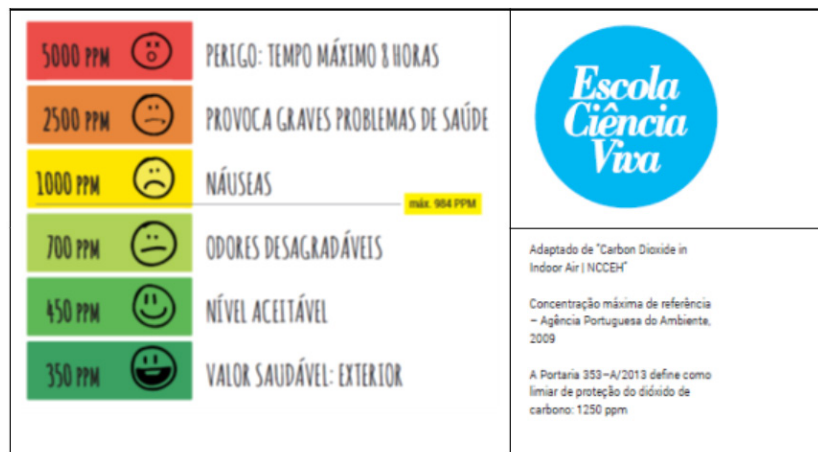 5000 PPM PERIGO: TEMPO MÁXIMO 8 HORAS
2500 PPM PROVOCA GRAVES PROBLEMAS DE SAÚDE
1000 PPM NÁUSEAS
máx. 984 PPM
700 PPM ODORES DESAGRADÁVEIS
450 PPM NÍVEL ACEITÁVEL
350 PPM VALOR SAUDÁVEL: EXTERIOR
Escola
Ciência
Viva
Adaptado de "Carbon Dioxide in
Indoor Air | NCCEH"
Concentração máxima de referência
– Agência Portuguesa do Ambiente,
2009
A Portaria 353–A/2013 define como
limiar de proteção do dióxido de
carbono: 1250 ppm